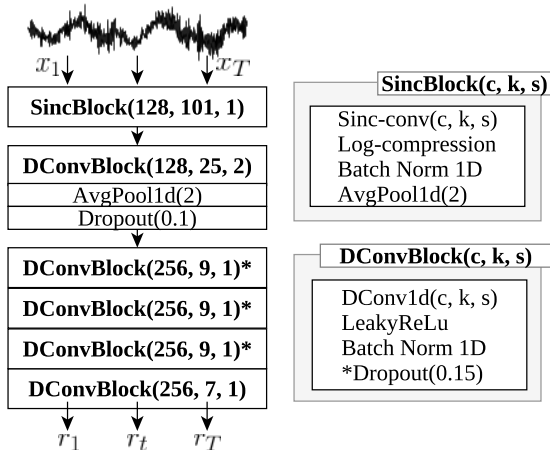 x1 xT
SincBlock(128, 101, 1)
DConvBlock(128, 25, 2)
AvgPool1d(2)
Dropout(0.1)
DConvBlock(256, 9, 1)*
DConvBlock(256, 9, 1)*
DConvBlock(256, 9, 1)*
DConvBlock(256, 7, 1)
r1 rt rT
SincBlock(c, k, s)
Sinc-conv(c, k, s)
Log-compression
Batch Norm 1D
AvgPool1d(2)
DConvBlock(c, k, s)
DConv1d(c, k, s)
LeakyReLu
Batch Norm 1D
*Dropout(0.15)